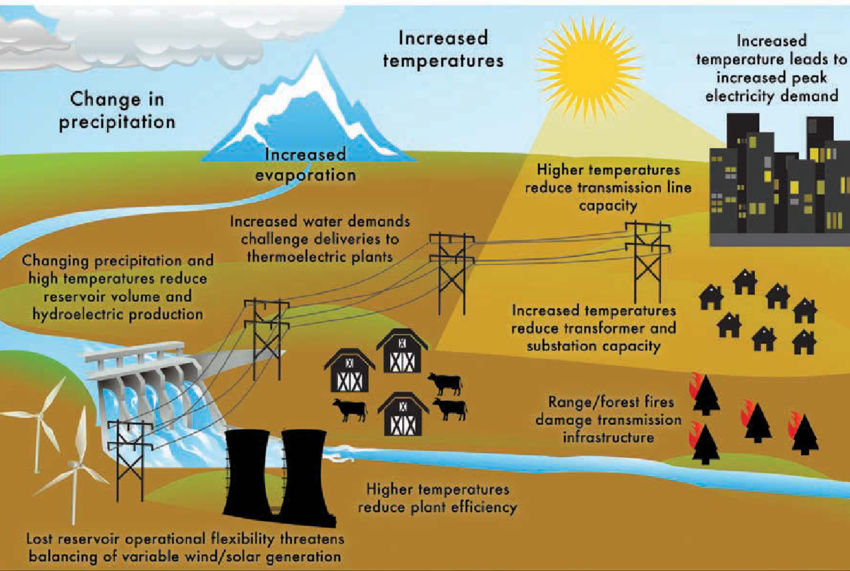 Increased
temperatures
Increased
temperature leads to
increased peak
electricity demand
Change in
precipitation
Increased
evaporation
Higher temperatures
reduce transmission line
capacity
Increased water demands
challenge deliveries to
thermoelectric plants
Changing precipitation and
high temperatures reduce
reservoir volume and
hydroelectric production
Increased temperatures
reduce transformer and
substation capacity
Range/forest fires
damage transmission
infrastructure
Higher temperatures
reduce plant efficiency
Lost reservoir operational flexibility threatens
balancing of variable wind/solar generation